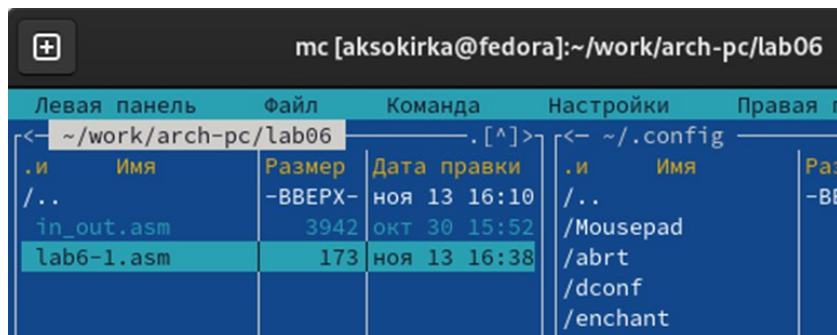 mc [aksokirka@fedora]:~/work/arch-pc/lab06
Левая панель Файл Команда Настройки Правая
<— ~/work/arch-pc/lab06 —.[^]> <— ~/.config
.и Имя Размер Дата правки .и Имя
/.. -ВВЕРХ- ноя 13 16:10 /..
in_out.asm 3942 окт 30 15:52 /Mousepad
lab6-1.asm 173 ноя 13 16:38 /abrt
/dconf
/enchant